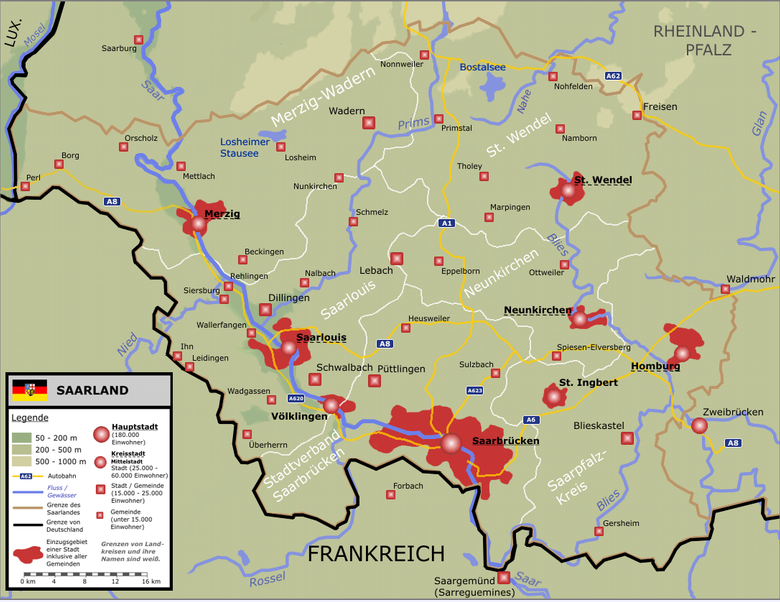 LUX.
Mosel
Saarburg
Saar
Nonnweiler
Bostalsee
RHEINLAND -
PFALZ
A62
Nohfelden
Nahe
Freisen
Glan
Merzig-Wadern
Wadern
Prims
Primstal
St. Wendel
Namborn
Orscholz
Losheimer
Stausee
Losheim
Borg
Perl
Mettlach
Nunkirchen
Tholey
St. Wendel
A8
Merzig
Schmelz
Marpingen
A1
Blies
Beckingen
Lebach
Eppelborn
Ottweiler
Neunkirchen
Rehlingen
Nalbach
Siersburg
Dillingen
Saarlouis
Waldmohr
Neunkirchen
Nied
Wallerfangen
Heusweiler
Saarlouis
A8
Ihn
Leidingen
Spiesen-Elversberg
Homburg
Schwalbach
Püttlingen
Sulzbach
St. Ingbert
Wadgassen
A620
A623
Völklingen
A6
Blieskastel
Zweibrücken
Überherrn
Saarbrücken
A8
Stadtverband
Saarbrücken
Saarpfalz-
Kreis
Forbach
Blies
Gersheim
FRANKREICH
Rossel
Saargemünd
(Sarreguemines)
Saar
SAARLAND
Legende
50 - 200 m
200 - 500 m
500 - 1000 m
A62
Autobahn
Fluss /
Gewässer
Grenze des
Saarlandes
Grenze von
Deutschland
Einzugsgebiet
einer Stadt
inklusive aller
Gemeinden
Hauptstadt
(180.000
Einwohner)
Kreisstadt
Mittelstadt
Stadt (25.000 -
60.000 Einwohner)
Stadt / Gemeinde
(15.000 - 25.000
Einwohner)
Gemeinde
(unter 15.000
Einwohner)
Grenzen von Land-
kreisen und ihre
Namen sind weiß.
0 km 4 8 12 16 km